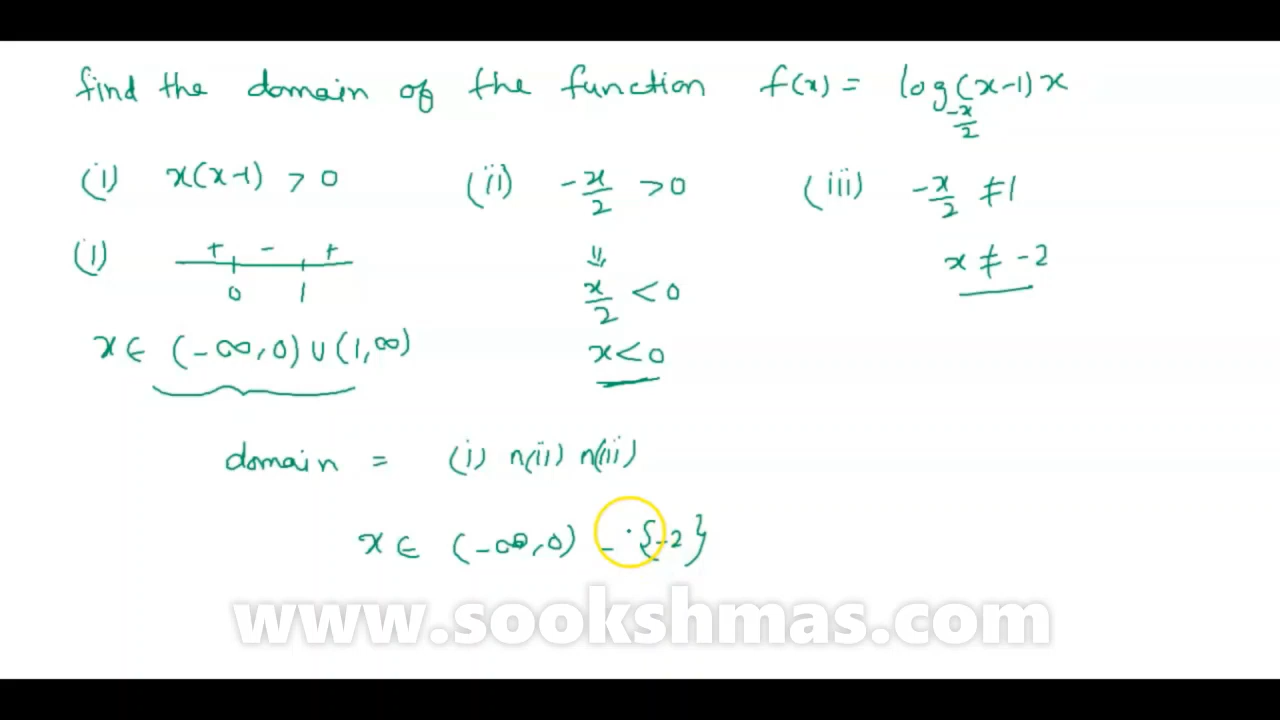 find the domain of the function f(x) = log_{-x/2}(x-1)x
(i) x(x-1) > 0 (ii) -x/2 > 0 (iii) -x/2 ≠ 1
(i) + - + ⇓ x ≠ -2
0 1 x/2 < 0
x ∈ (-∞,0) ∪ (1,∞) x < 0
domain = (i) ∩ (ii) ∩ (iii)
x ∈ (-∞,0) - {-2}
www.sookshmas.com